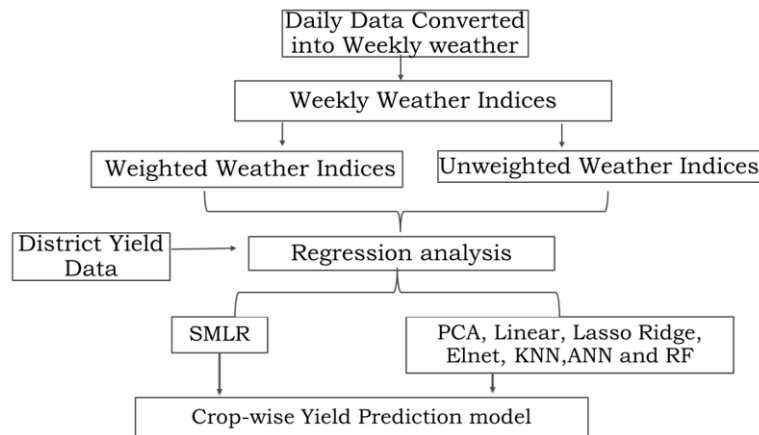 Daily Data Converted
into Weekly weather
Weekly Weather Indices
Weighted Weather Indices
Unweighted Weather Indices
District Yield
Data
Regression analysis
SMLR
PCA, Linear, Lasso Ridge,
Elnet, KNN,ANN and RF
Crop-wise Yield Prediction model